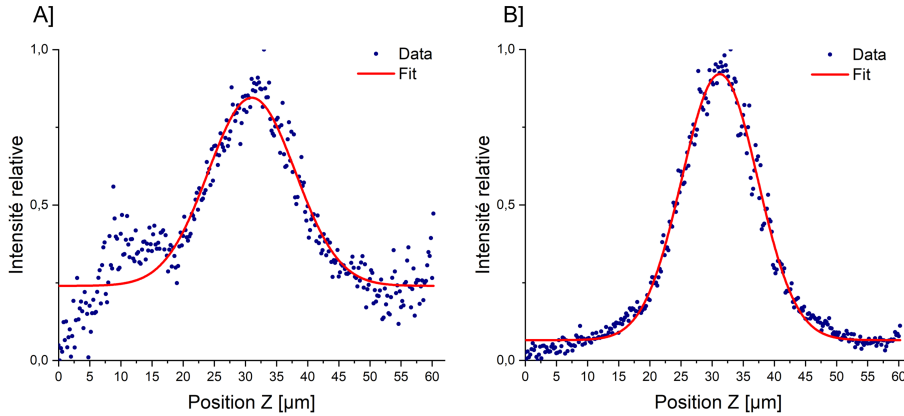 A]
1,0
0,5
0,0
Intensité relative
Data
Fit
0 5 10 15 20 25 30 35 40 45 50 55 60
Position Z [µm]
B]
1,0
0,5
0,0
Intensité relative
Data
Fit
0 5 10 15 20 25 30 35 40 45 50 55 60
Position Z [µm]